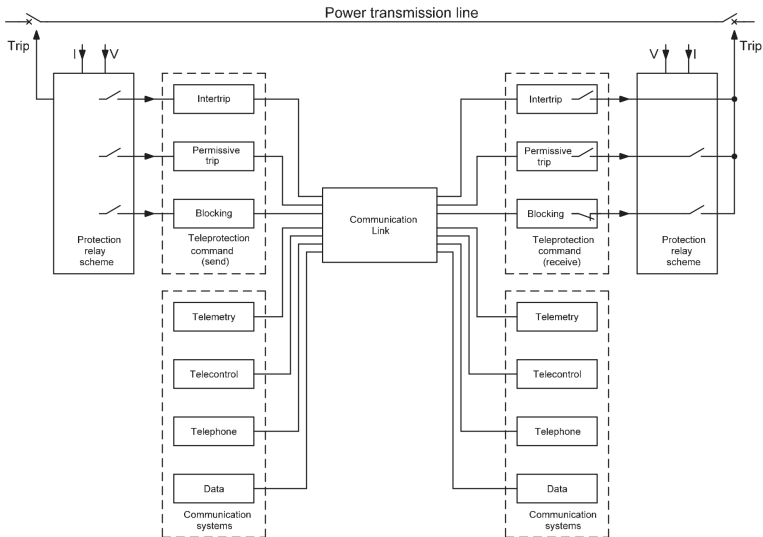 Power transmission line
Trip
I
V
V
I
Trip
Intertrip
Permissive
trip
Blocking
Protection
relay
scheme
Teleprotection
command
(send)
Communication
Link
Intertrip
Permissive
trip
Blocking
Teleprotection
command
(receive)
Protection
relay
scheme
Telemetry
Telecontrol
Telephone
Data
Communication
systems
Telemetry
Telecontrol
Telephone
Data
Communication
systems